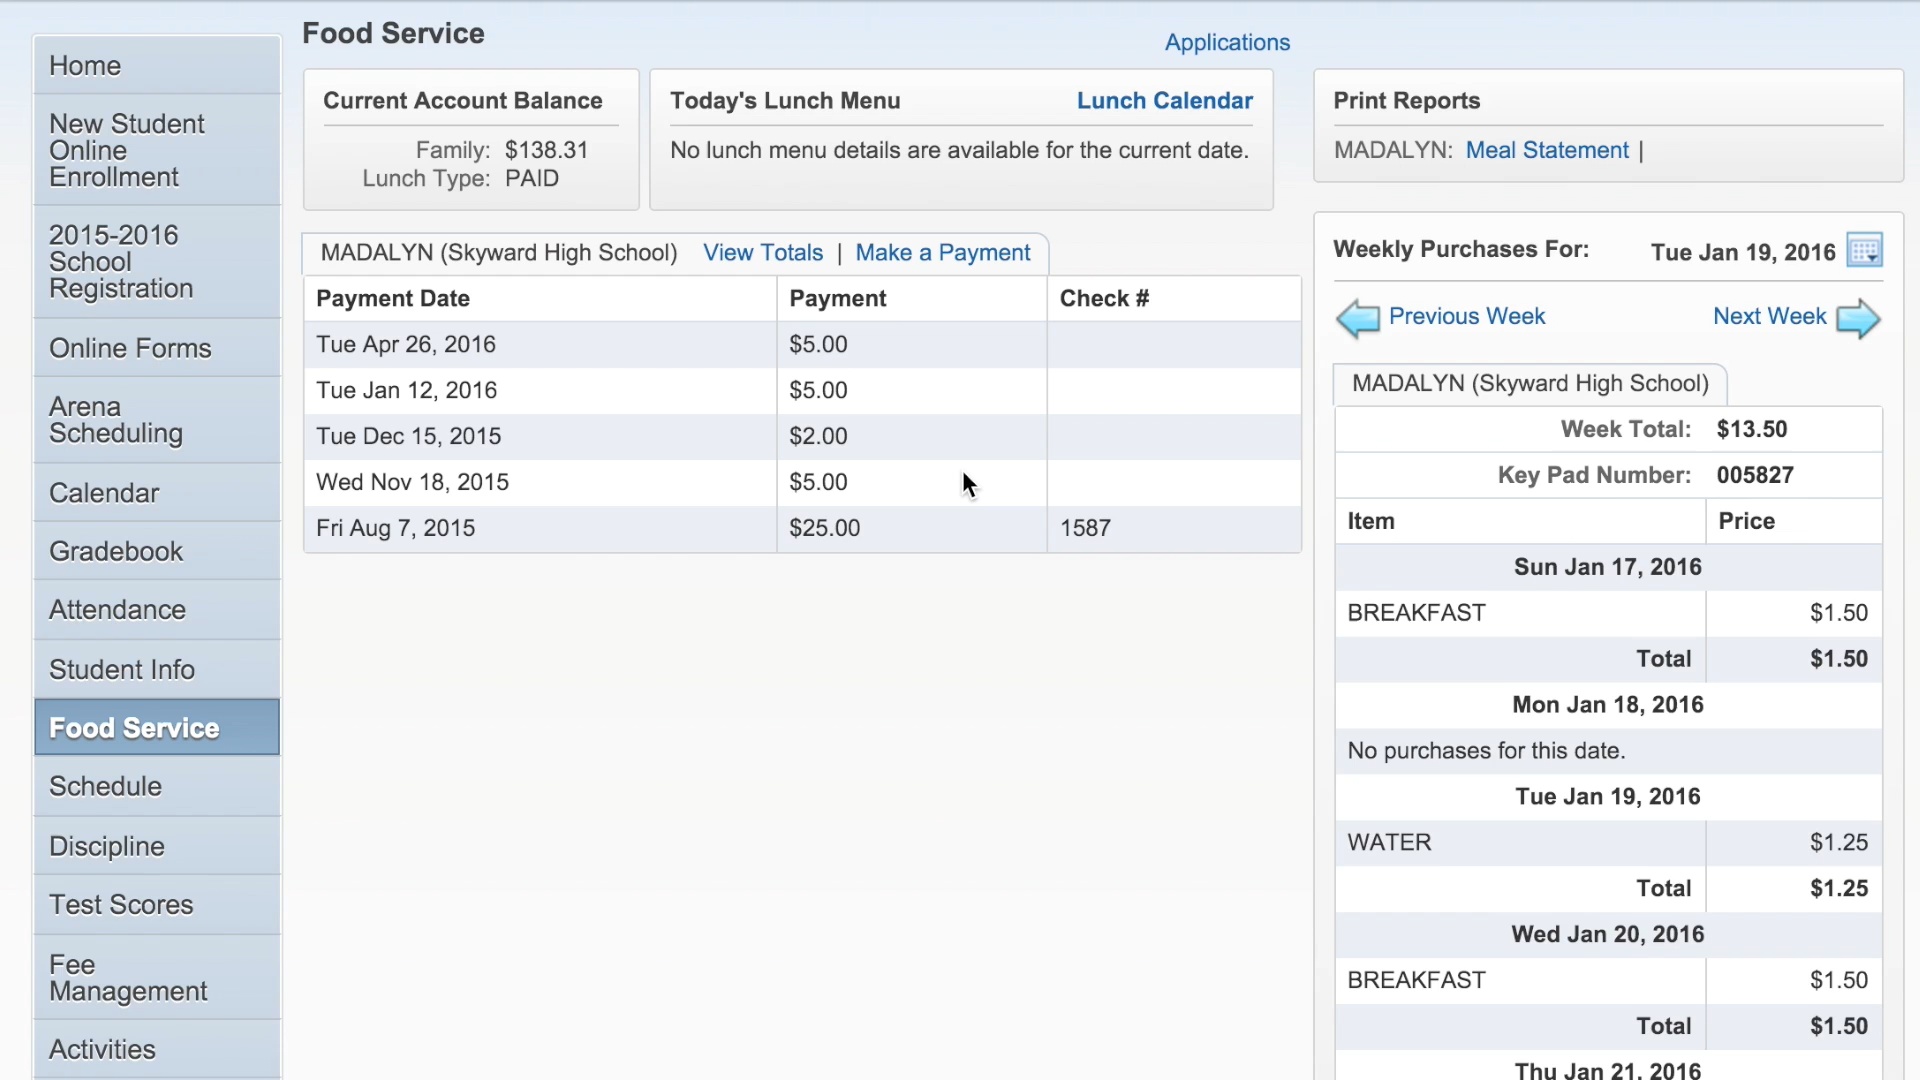 Home
New Student
Online
Enrollment
2015-2016
School
Registration
Online Forms
Arena
Scheduling
Calendar
Gradebook
Attendance
Student Info
Food Service
Schedule
Discipline
Test Scores
Fee
Management
Activities
Food Service
Applications
Current Account Balance
Family: $138.31
Lunch Type: PAID
Today's Lunch Menu Lunch Calendar
No lunch menu details are available for the current date.
MADALYN (Skyward High School) View Totals | Make a Payment
Payment Date Payment Check #
Tue Apr 26, 2016 $5.00
Tue Jan 12, 2016 $5.00
Tue Dec 15, 2015 $2.00
Wed Nov 18, 2015 $5.00
Fri Aug 7, 2015 $25.00 1587
Print Reports
MADALYN: Meal Statement |
Weekly Purchases For: Tue Jan 19, 2016
Previous Week Next Week
MADALYN (Skyward High School)
Week Total: $13.50
Key Pad Number: 005827
Item Price
Sun Jan 17, 2016
BREAKFAST $1.50
Total $1.50
Mon Jan 18, 2016
No purchases for this date.
Tue Jan 19, 2016
WATER $1.25
Total $1.25
Wed Jan 20, 2016
BREAKFAST $1.50
Total $1.50
Thu Jan 21, 2016